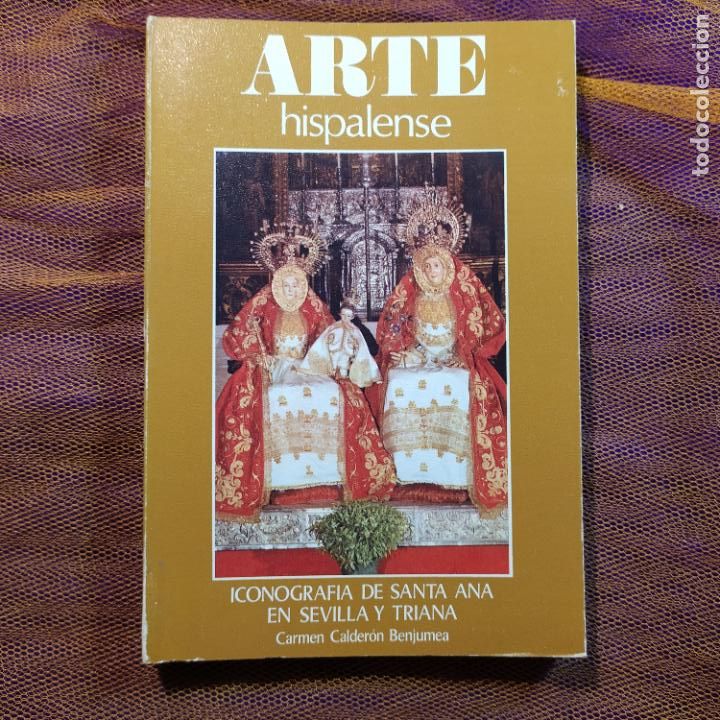 ARTE
hispalense
ICONOGRAFIA DE SANTA ANA
EN SEVILLA Y TRIANA
Carmen Calderón Benjumea
todocoleccion